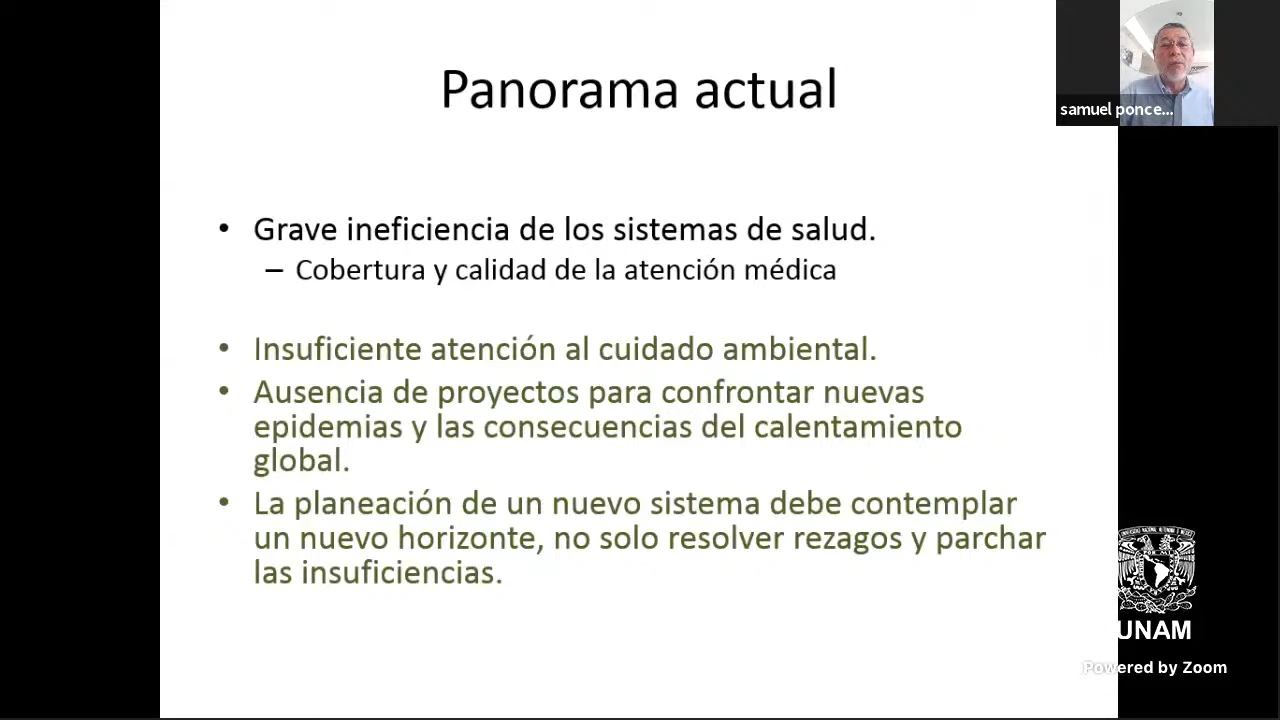 Panorama actual
samuel ponce...
• Grave ineficiencia de los sistemas de salud.
– Cobertura y calidad de la atención médica
• Insuficiente atención al cuidado ambiental.
• Ausencia de proyectos para confrontar nuevas
epidemias y las consecuencias del calentamiento
global.
• La planeación de un nuevo sistema debe contemplar
un nuevo horizonte, no solo resolver rezagos y parchar
las insuficiencias.
UNAM
Powered by Zoom